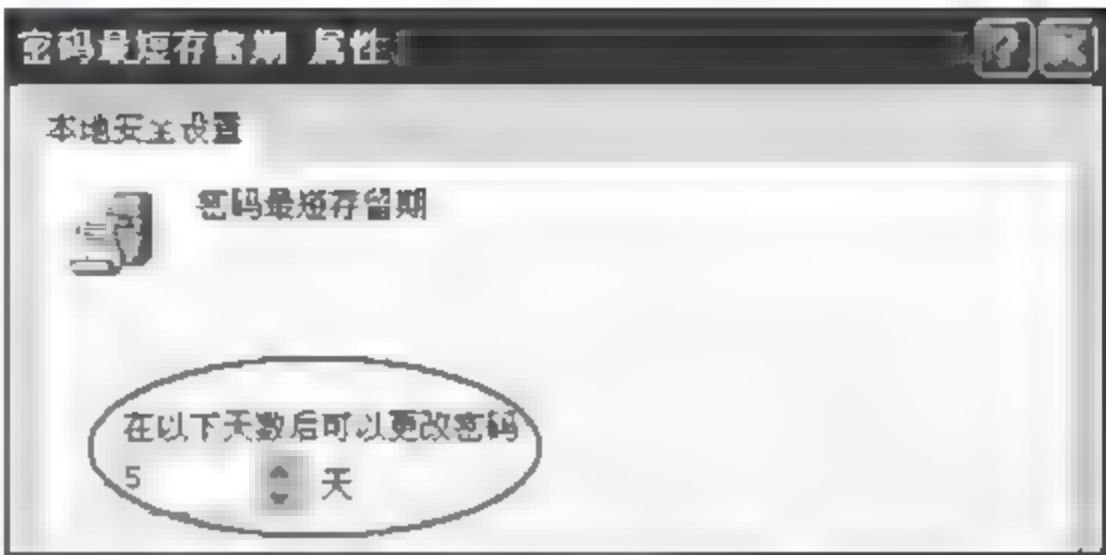 密码最短存留期 属性
本地安全设置
密码最短存留期
在以下天数后可以更改密码
5 天